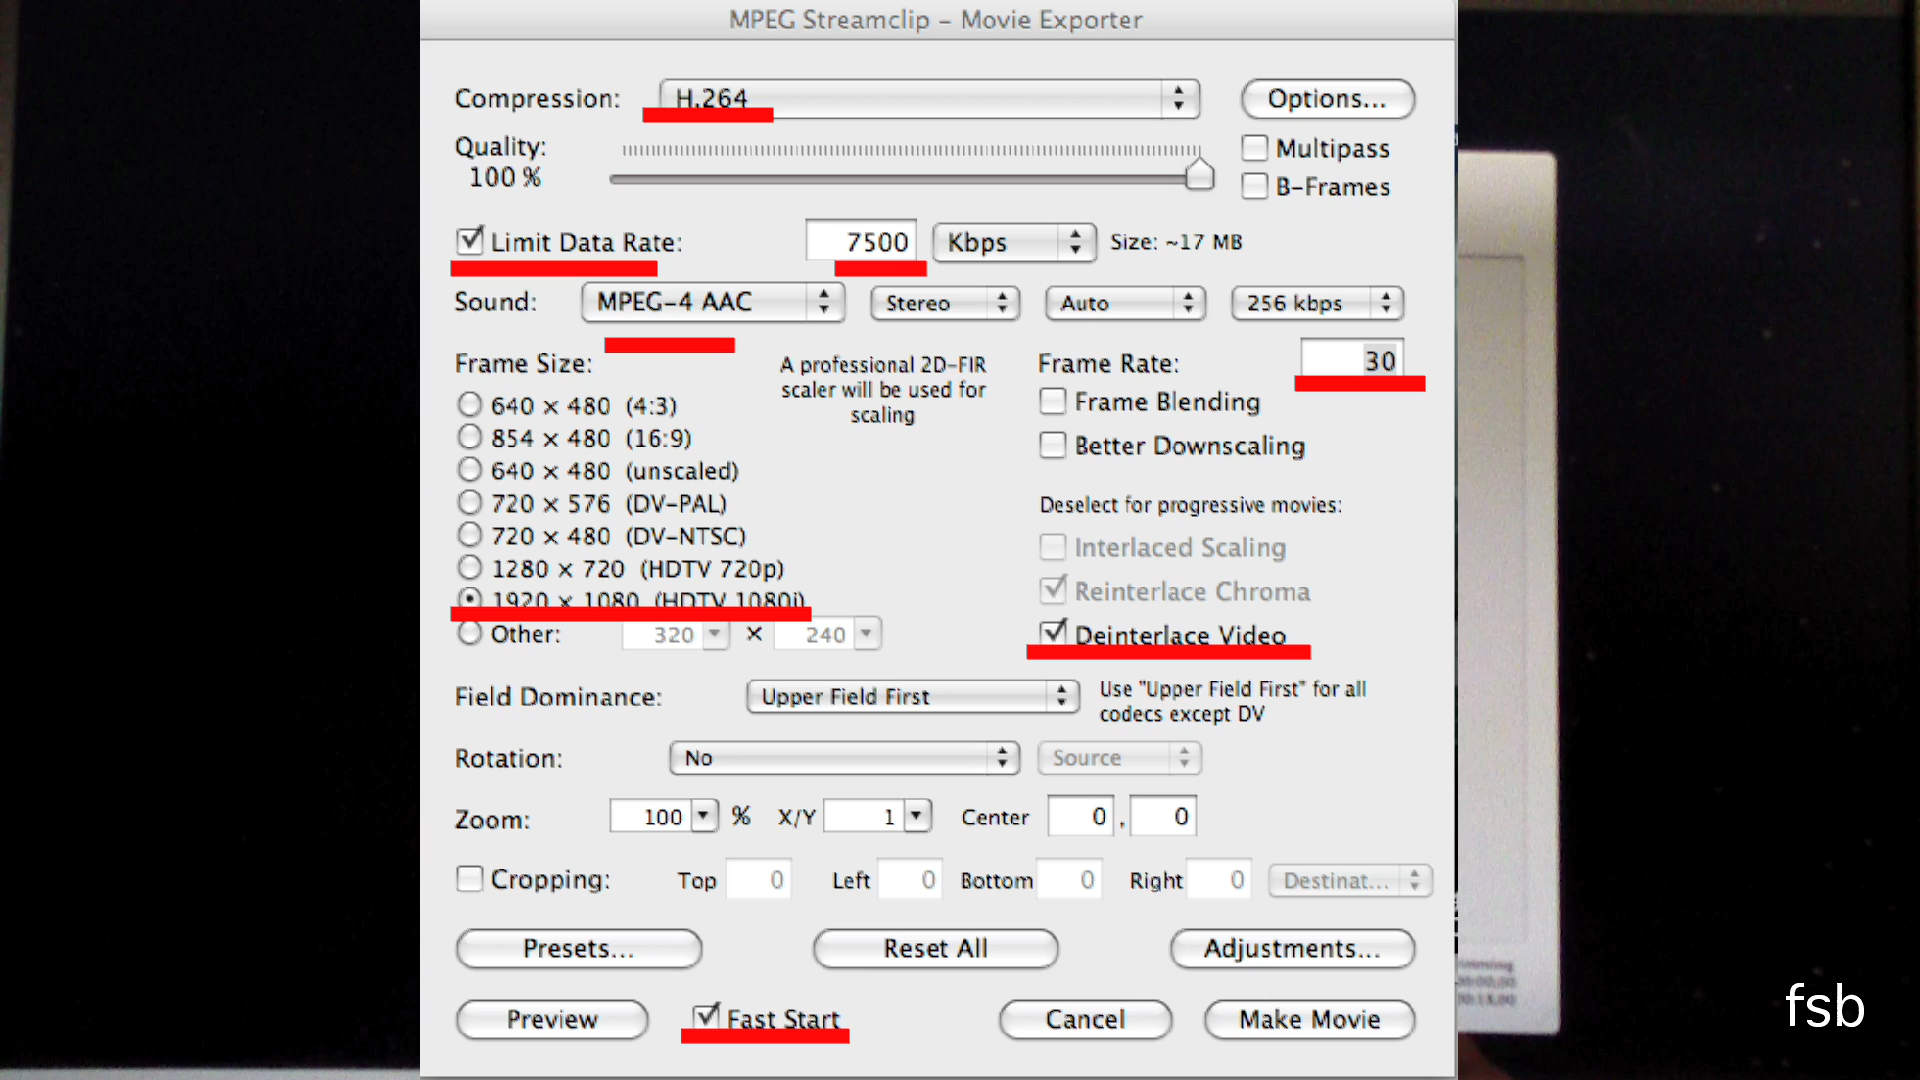 MPEG Streamclip - Movie Exporter
Compression: H.264 Options...
Quality: Multipass
100 % B-Frames
Limit Data Rate: 7500 Kbps Size: ~17 MB
Sound: MPEG-4 AAC Stereo Auto 256 kbps
Frame Size:
A professional 2D-FIR
scaler will be used for
scaling
Frame Rate: 30
640 × 480 (4:3)
854 × 480 (16:9)
640 × 480 (unscaled)
720 × 576 (DV-PAL)
720 × 480 (DV-NTSC)
1280 × 720 (HDTV 720p)
1920 × 1080 (HDTV 1080i)
Other: 320 × 240
Frame Blending
Better Downscaling
Deselect for progressive movies:
Interlaced Scaling
Reinterlace Chroma
Deinterlace Video
Field Dominance: Upper Field First
Use "Upper Field First" for all
codecs except DV
Rotation: No Source
Zoom: 100 % X/Y 1 Center 0 , 0
Cropping: Top 0 Left 0 Bottom 0 Right 0 Destinat...
Presets... Reset All Adjustments...
Preview Fast Start Cancel Make Movie
fsb